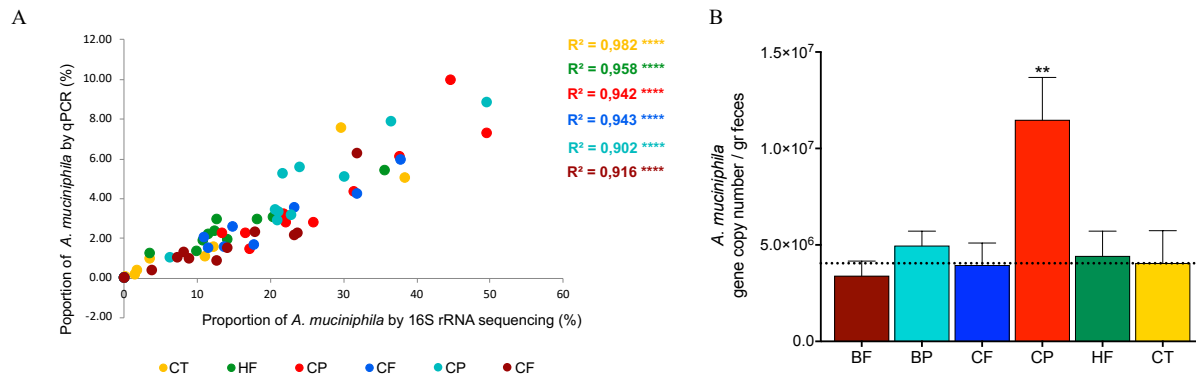 A
Poportion of A. muciniphila by qPCR (%)
12.00
10.00
8.00
6.00
4.00
2.00
0.00
-2.00
0
10
20
30
40
50
60
Proportion of A. muciniphila by 16S rRNA sequencing (%)
R² = 0,982 ****
R² = 0,958 ****
R² = 0,942 ****
R² = 0,943 ****
R² = 0,902 ****
R² = 0,916 ****
CT HF CP CF CP CF
B
A. muciniphila
gene copy number / gr feces
1.5×10⁷
1.0×10⁷
5.0×10⁶
0
**
BF BP CF CP HF CT